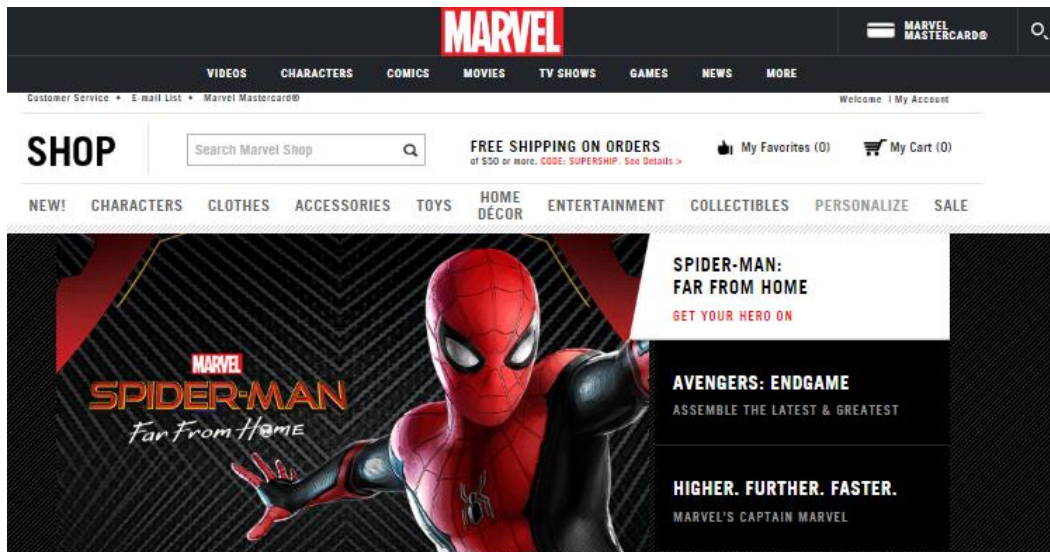 MARVEL
MARVEL
MASTERCARD®
VIDEOS CHARACTERS COMICS MOVIES TV SHOWS GAMES NEWS MORE
Customer Service • E-mail List • Marvel Mastercard®
Welcome | My Account
SHOP
Search Marvel Shop
FREE SHIPPING ON ORDERS
of $50 or more. CODE: SUPERSHIP. See Details >
My Favorites (0)
My Cart (0)
NEW! CHARACTERS CLOTHES ACCESSORIES TOYS HOME
DÉCOR ENTERTAINMENT COLLECTIBLES PERSONALIZE SALE
MARVEL
SPIDER-MAN
Far From Home
SPIDER-MAN:
FAR FROM HOME
GET YOUR HERO ON
AVENGERS: ENDGAME
ASSEMBLE THE LATEST & GREATEST
HIGHER. FURTHER. FASTER.
MARVEL'S CAPTAIN MARVEL